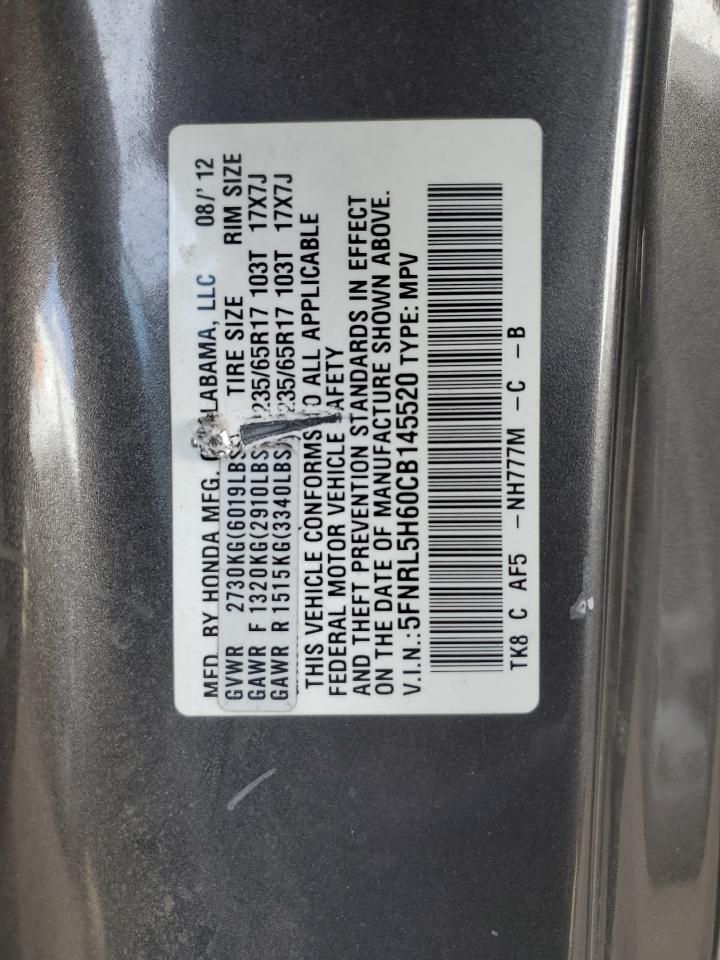 MFD. BY HONDA MFG. ALABAMA, LLC 08/'12
GVWR 2730KG(6019LBS TIRE SIZE RIM SIZE
GAWR F 1320KG(2910LBS 235/65R17 103T 17X7J
GAWR R 1515KG(3340LBS 235/65R17 103T 17X7J
THIS VEHICLE CONFORMS TO ALL APPLICABLE
FEDERAL MOTOR VEHICLE SAFETY
AND THEFT PREVENTION STANDARDS IN EFFECT
ON THE DATE OF MANUFACTURE SHOWN ABOVE.
V.I.N.:5FNRL5H60CB145520 TYPE: MPV
TK8 C AF5 -NH777M -C -B